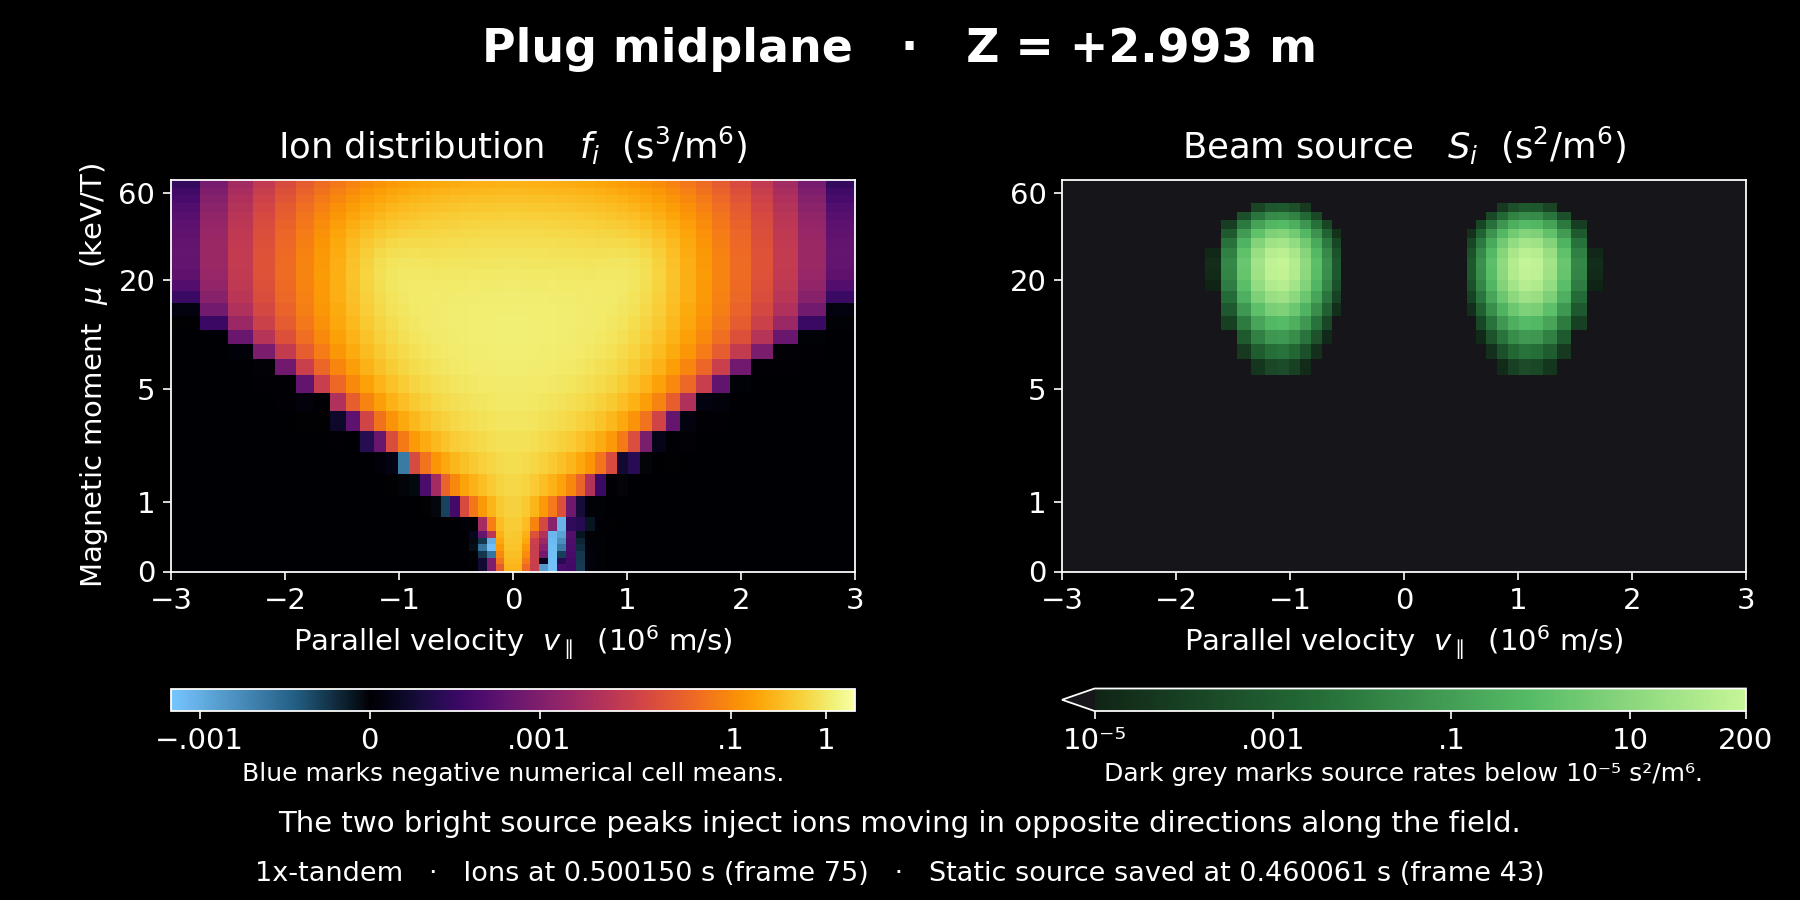 Plug midplane · Z = +2.993 m
Ion distribution f_i (s³/m⁶)
Magnetic moment μ (keV/T)
60
20
5
1
0
−3 −2 −1 0 1 2 3
Parallel velocity v_∥ (10⁶ m/s)
−.001 0 .001 .1 1
Blue marks negative numerical cell means.
Beam source S_i (s²/m⁶)
60
20
5
1
0
−3 −2 −1 0 1 2 3
Parallel velocity v_∥ (10⁶ m/s)
10⁻⁵ .001 .1 10 200
Dark grey marks source rates below 10⁻⁵ s²/m⁶.
The two bright source peaks inject ions moving in opposite directions along the field.
1x-tandem · Ions at 0.500150 s (frame 75) · Static source saved at 0.460061 s (frame 43)